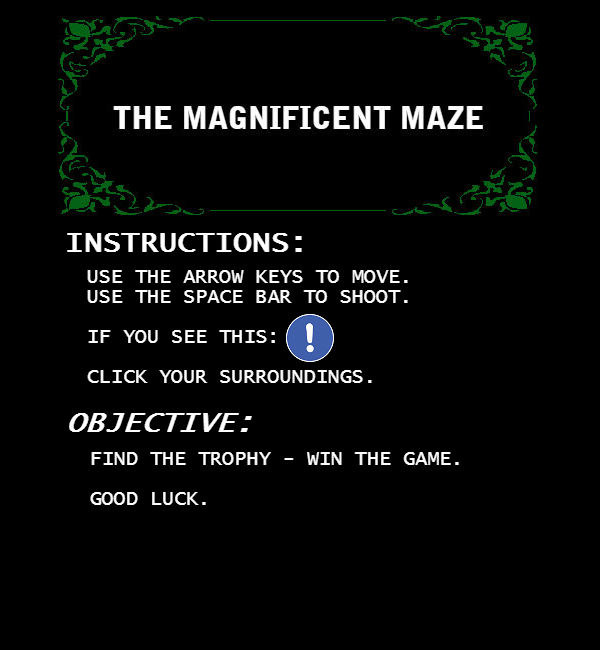 THE MAGNIFICENT MAZE
INSTRUCTIONS:
USE THE ARROW KEYS TO MOVE.
USE THE SPACE BAR TO SHOOT.
IF YOU SEE THIS: !
CLICK YOUR SURROUNDINGS.
OBJECTIVE:
FIND THE TROPHY - WIN THE GAME.
GOOD LUCK.